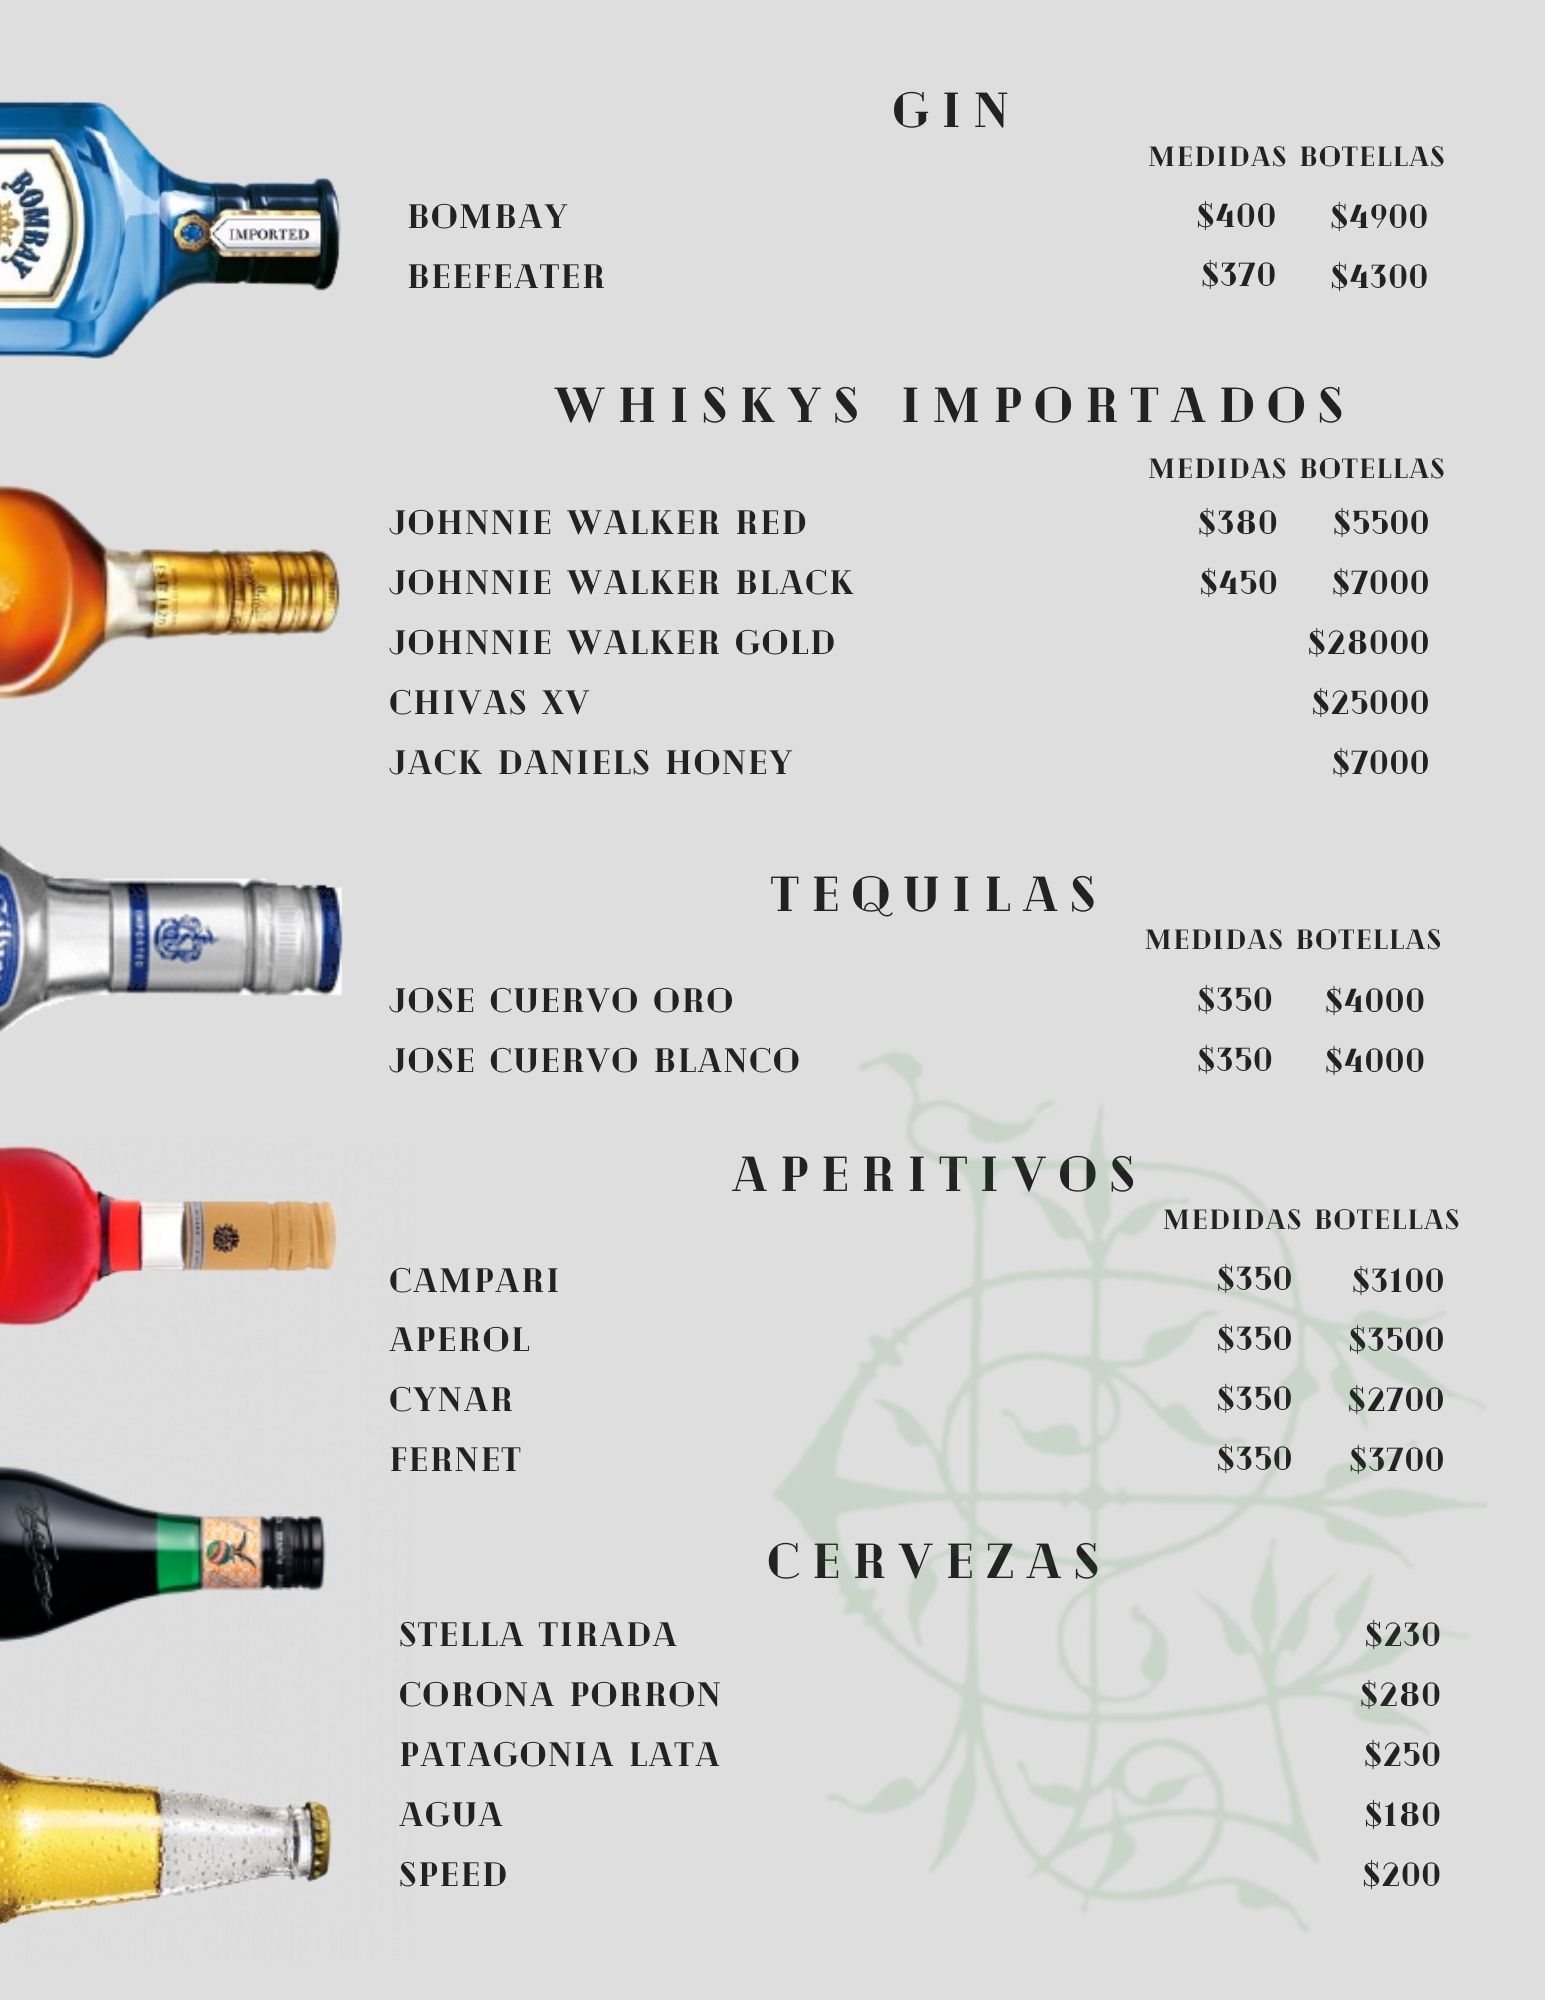 GIN
MEDIDAS BOTELLAS
BOMBAY $400 $4900
BEEFEATER $370 $4300
WHISKYS IMPORTADOS
MEDIDAS BOTELLAS
JOHNNIE WALKER RED $380 $5500
JOHNNIE WALKER BLACK $450 $7000
JOHNNIE WALKER GOLD $28000
CHIVAS XV $25000
JACK DANIELS HONEY $7000
TEQUILAS
MEDIDAS BOTELLAS
JOSE CUERVO ORO $350 $4000
JOSE CUERVO BLANCO $350 $4000
APERITIVOS
MEDIDAS BOTELLAS
CAMPARI $350 $3100
APEROL $350 $3500
CYNAR $350 $2700
FERNET $350 $3700
CERVEZAS
STELLA TIRADA $230
CORONA PORRON $280
PATAGONIA LATA $250
AGUA $180
SPEED $200
BOMBAY
BOMBAY
IMPORTED